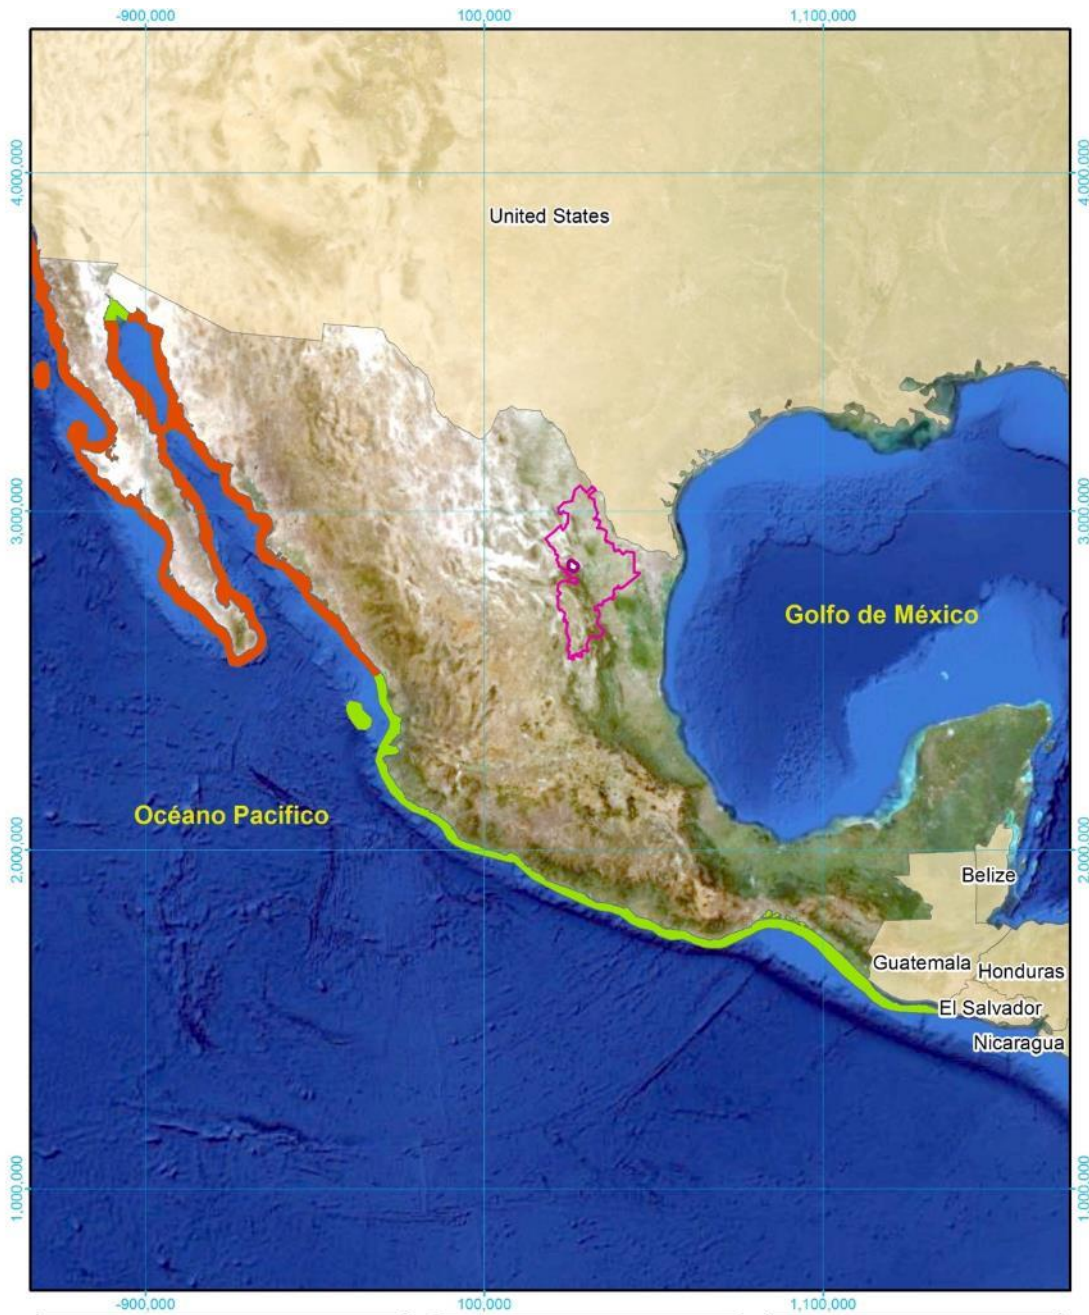 -900,000 100,000 1,100,000
4,000,000 4,000,000
United States
3,000,000 3,000,000
Golfo de México
Océano Pacifico
2,000,000 2,000,000
Belize
Guatemala Honduras
El Salvador
Nicaragua
1,000,000 1,000,000
-900,000 100,000 1,100,000